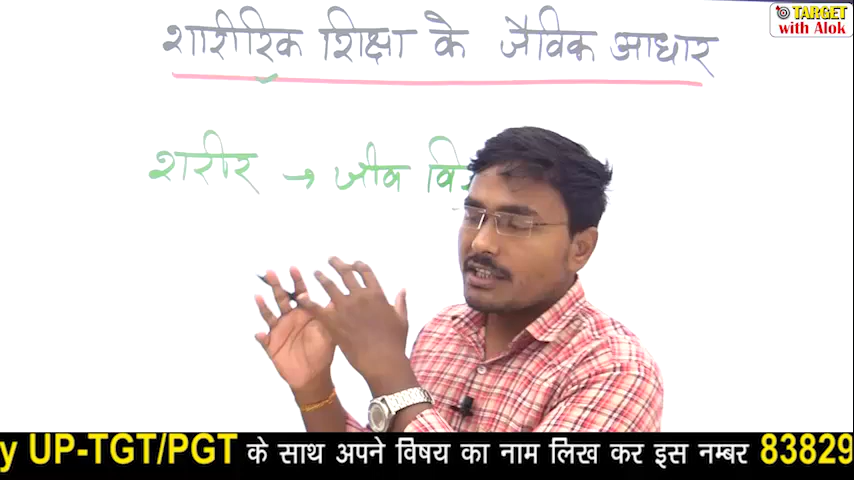 TARGET
with Alok
शारीरिक शिक्षा के जैविक आधार
शरीर → जीव
y UP-TGT/PGT के साथ अपने विषय का नाम लिख कर इस नम्बर 83829